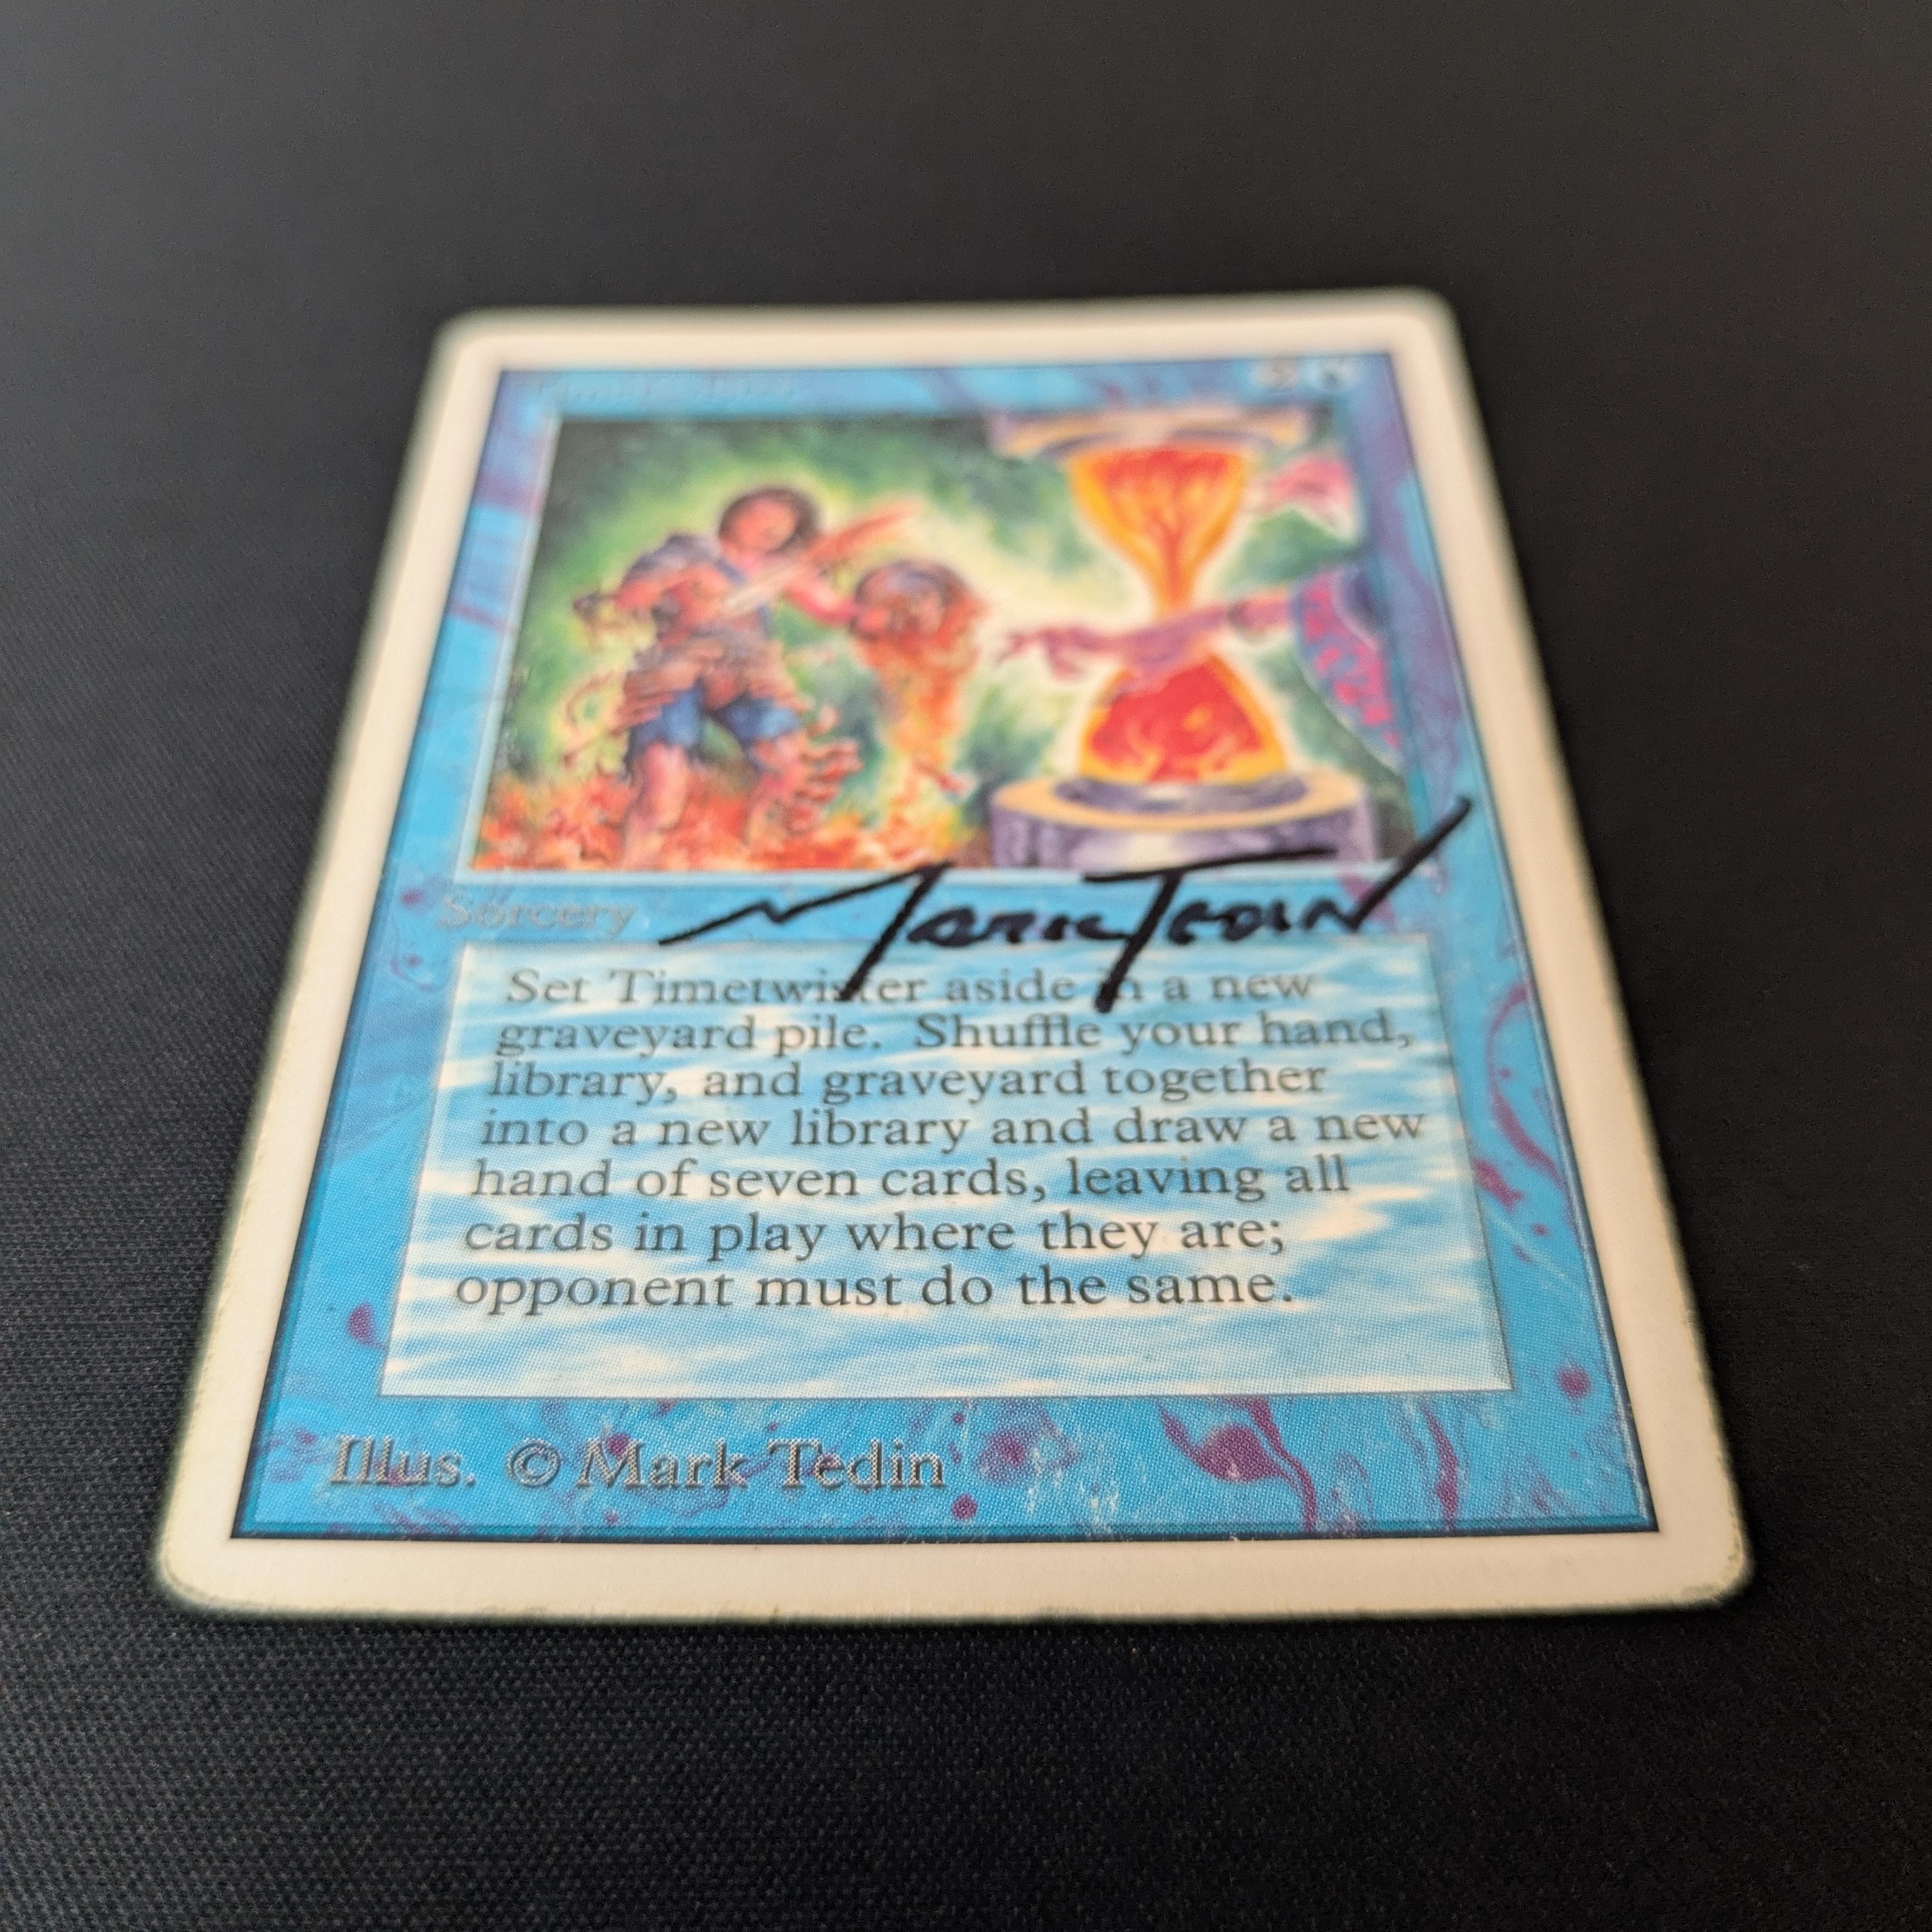 Sorcery
Mark Tedin
Set Timetwister aside in a new
graveyard pile. Shuffle your hand,
library, and graveyard together
into a new library and draw a new
hand of seven cards, leaving all
cards in play where they are;
opponent must do the same.
Illus. © Mark Tedin